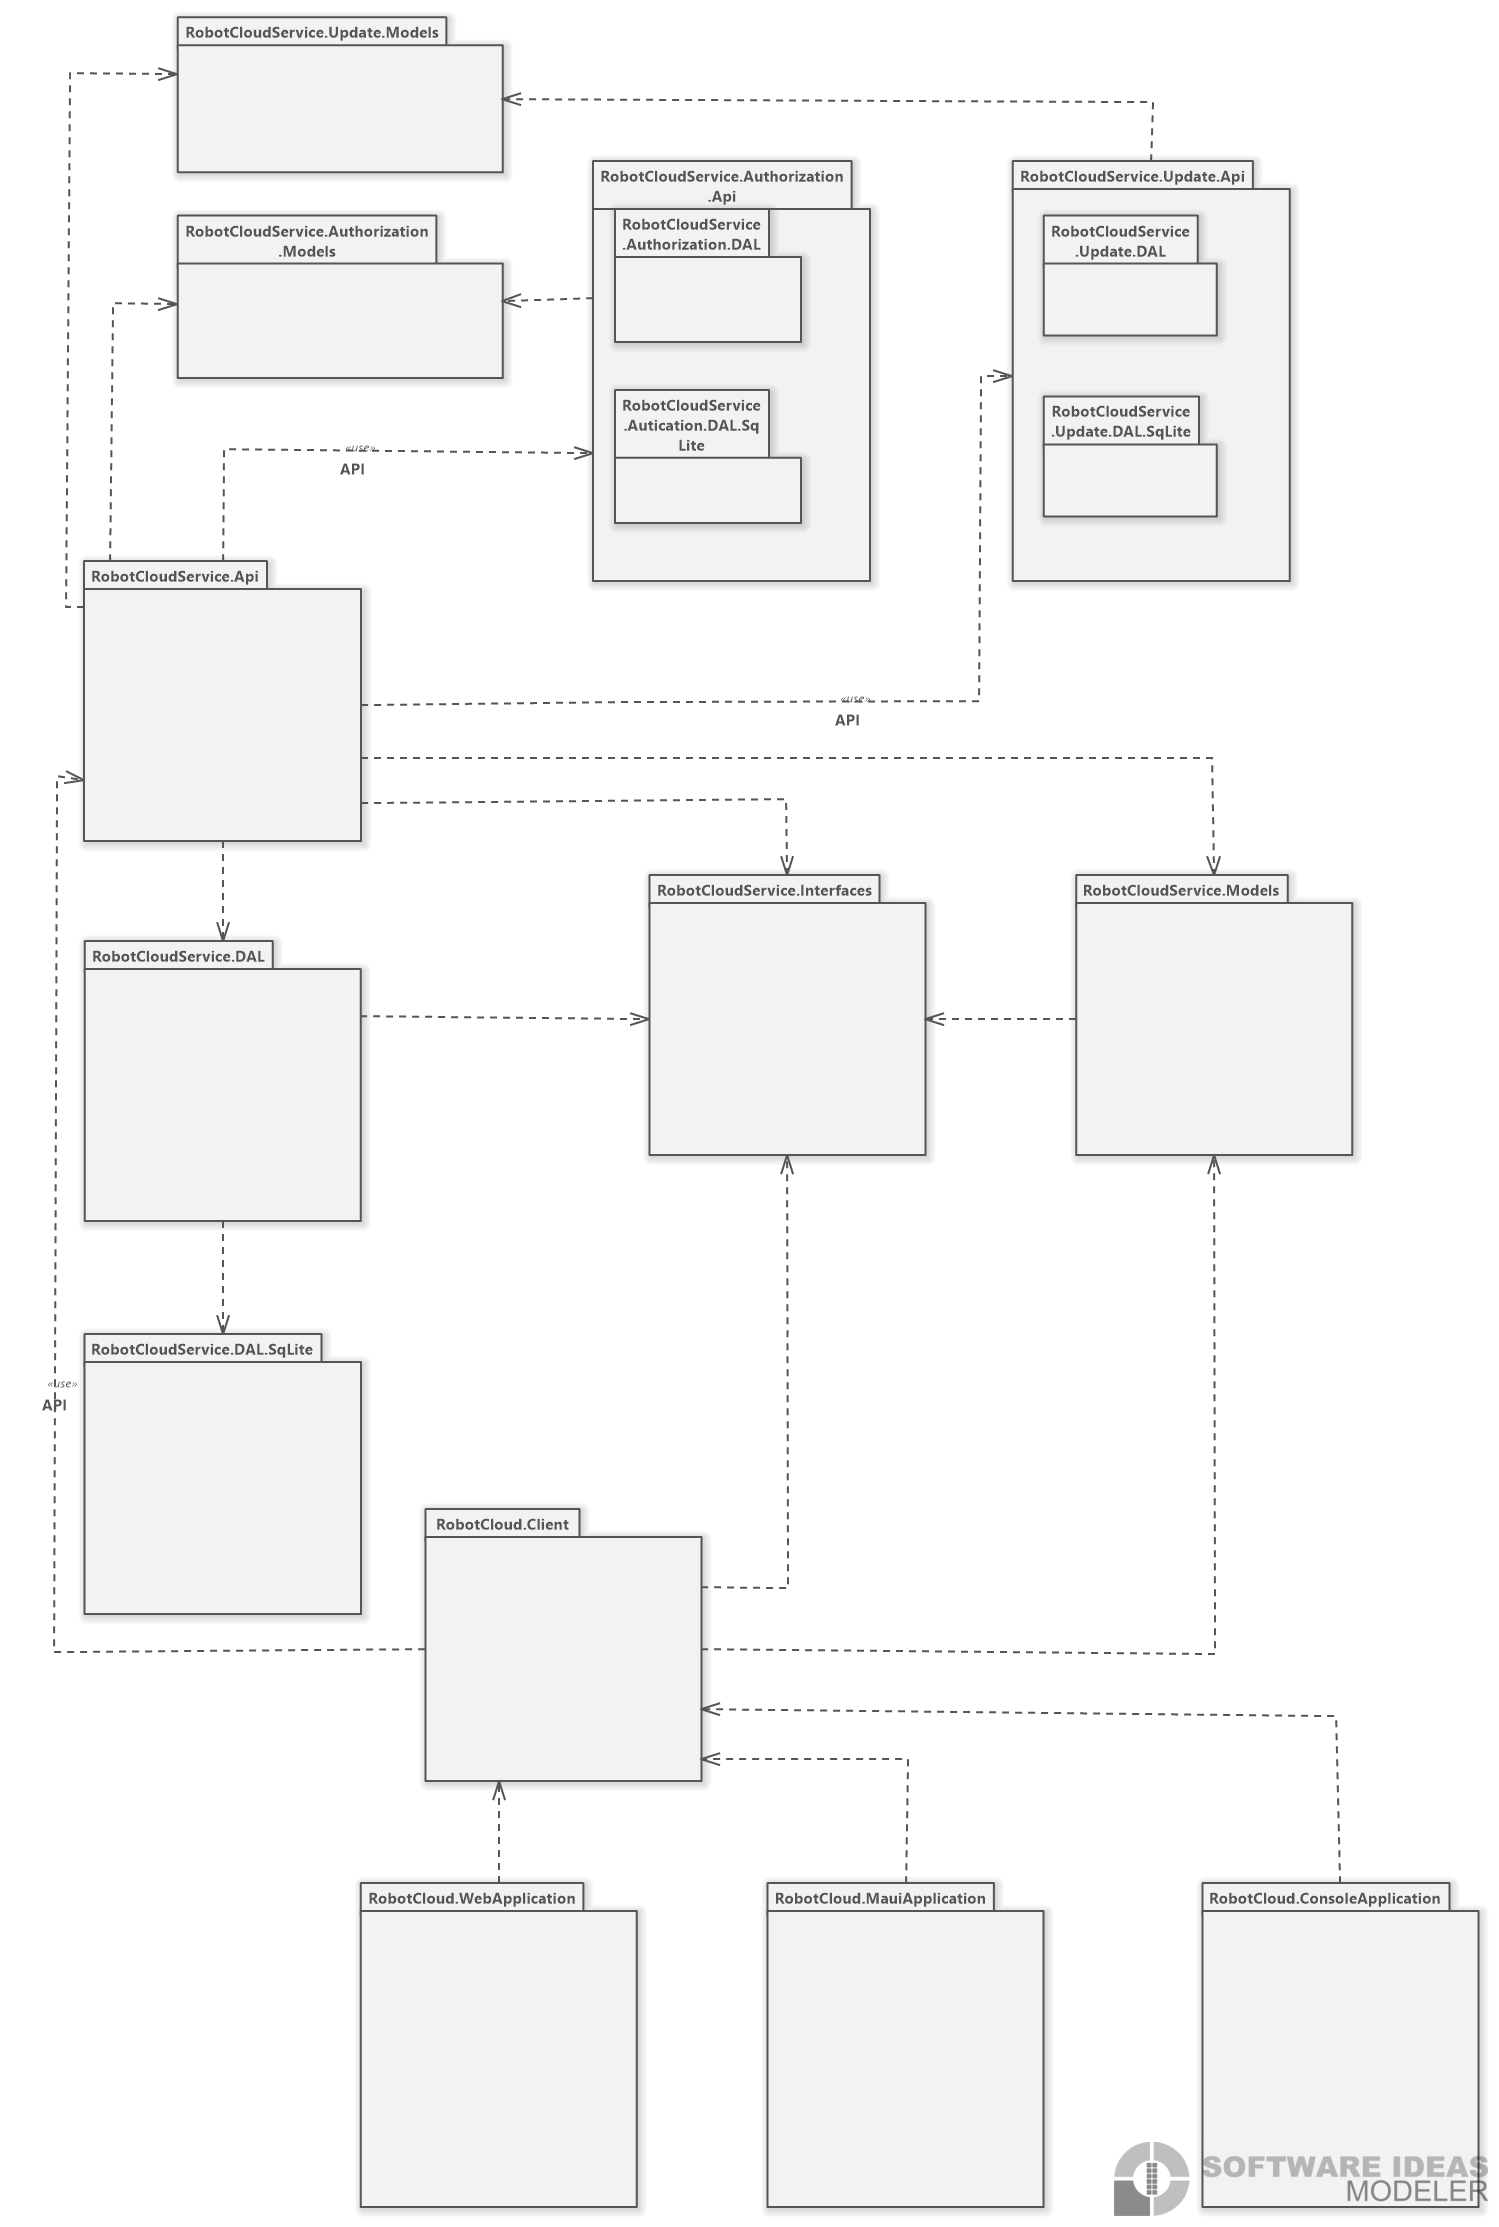 RobotCloudService.Update.Models
RobotCloudService.Authorization
.Api
RobotCloudService.Update.Api
RobotCloudService.Authorization
.Models
RobotCloudService
.Authorization.DAL
RobotCloudService
.Update.DAL
RobotCloudService
.Autication.DAL.Sq
Lite
RobotCloudService
.Update.DAL.SqLite
«use»
API
RobotCloudService.Api
«use»
API
RobotCloudService.Interfaces
RobotCloudService.Models
RobotCloudService.DAL
RobotCloudService.DAL.SqLite
«use»
API
RobotCloud.Client
RobotCloud.WebApplication
RobotCloud.MauiApplication
RobotCloud.ConsoleApplication
SOFTWARE IDEAS
MODELER